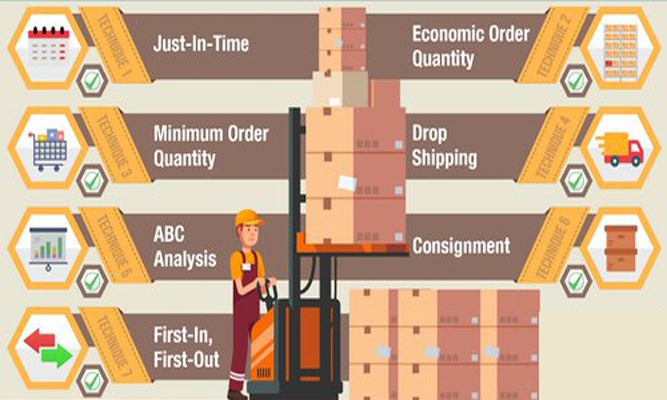 TECHNIQUE 1
Just-In-Time
Economic Order
Quantity
TECHNIQUE 2
TECHNIQUE 3
Minimum Order
Quantity
Drop
Shipping
TECHNIQUE 4
TECHNIQUE 5
ABC
Analysis
Consignment
TECHNIQUE 6
TECHNIQUE 7
First-In,
First-Out